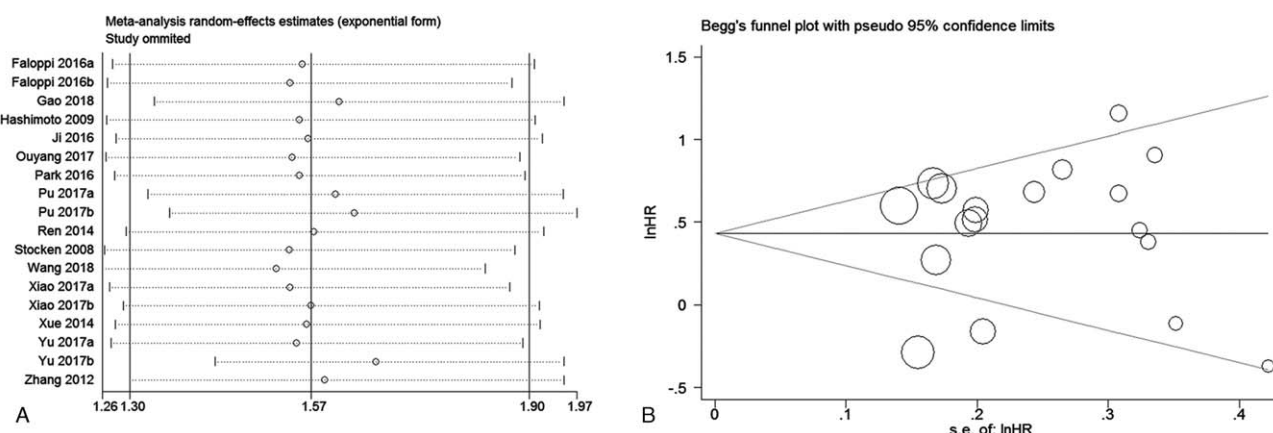 Meta-analysis random-effects estimates (exponential form)
Study ommited
Faloppi 2016a
Faloppi 2016b
Gao 2018
Hashimoto 2009
Ji 2016
Ouyang 2017
Park 2016
Pu 2017a
Pu 2017b
Ren 2014
Stocken 2008
Wang 2018
Xiao 2017a
Xiao 2017b
Xue 2014
Yu 2017a
Yu 2017b
Zhang 2012
1.26 1.30 1.57 1.90 1.97
A
Begg's funnel plot with pseudo 95% confidence limits
1.5
1
.5
0
-.5
lnHR
0 .1 .2 .3 .4
s.e. of: lnHR
B